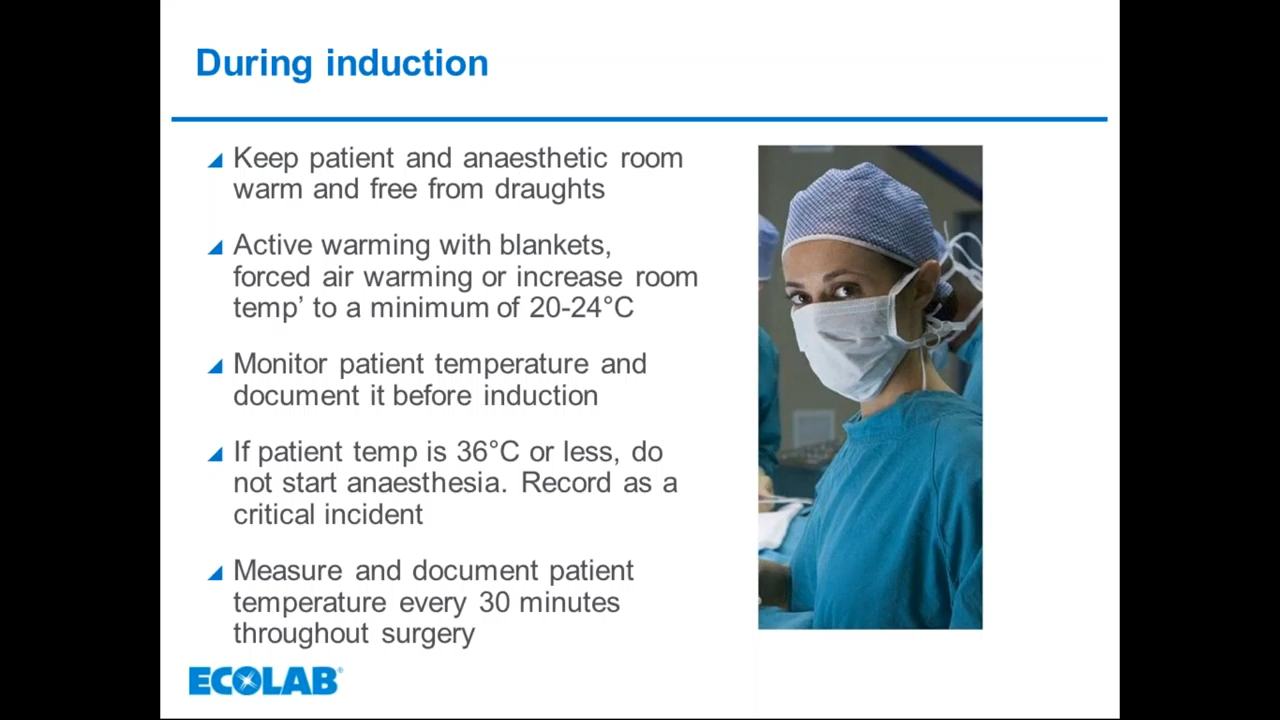 During induction
Keep patient and anaesthetic room
warm and free from draughts
Active warming with blankets,
forced air warming or increase room
temp’ to a minimum of 20-24°C
Monitor patient temperature and
document it before induction
If patient temp is 36°C or less, do
not start anaesthesia. Record as a
critical incident
Measure and document patient
temperature every 30 minutes
throughout surgery
ECOLAB®